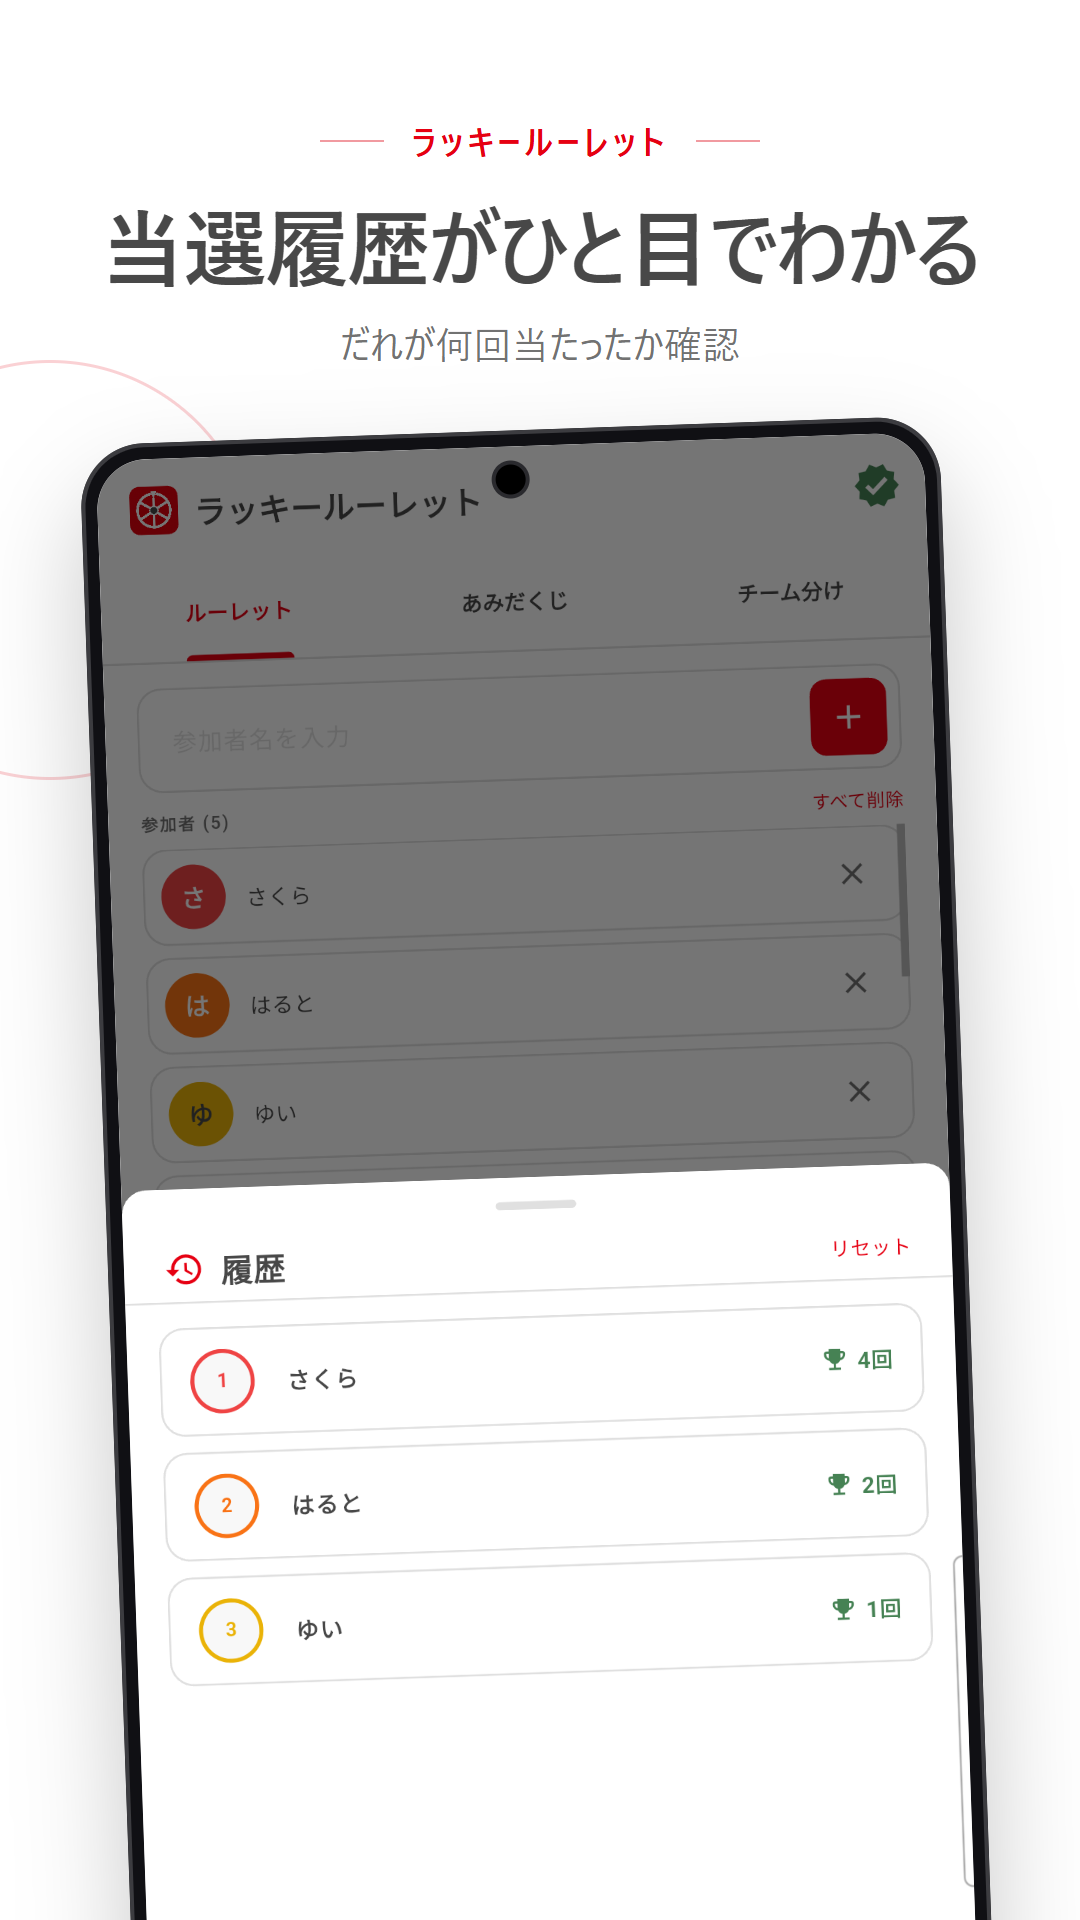 ラッキールーレット
当選履歴がひと目でわかる
だれが何回当たったか確認
ラッキールーレット
ルーレット
あみだくじ
チーム分け
参加者名を入力
すべて削除
参加者 (5)
さ さくら
は はると
ゆ ゆい
履歴
リセット
1 さくら 4回
2 はると 2回
3 ゆい 1回